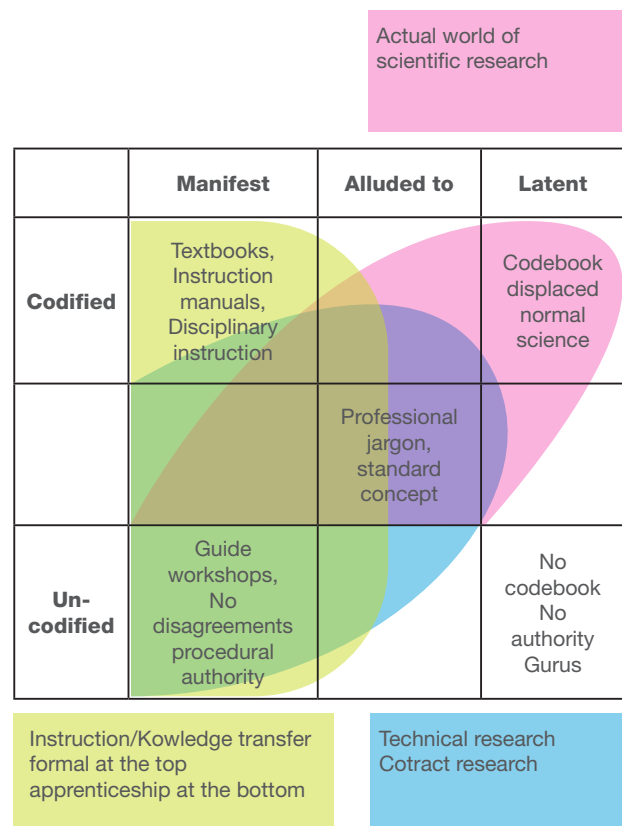 Actual world of
scientific research
Manifest
Alluded to
Latent
Codified
Textbooks,
Instruction
manuals,
Disciplinary
instruction
Codebook
displaced
normal
science
Professional
jargon,
standard
concept
Un-
codified
Guide
workshops,
No
disagreements
procedural
authority
No
codebook
No
authority
Gurus
Instruction/Kowledge transfer
formal at the top
apprenticeship at the bottom
Technical research
Cotract research